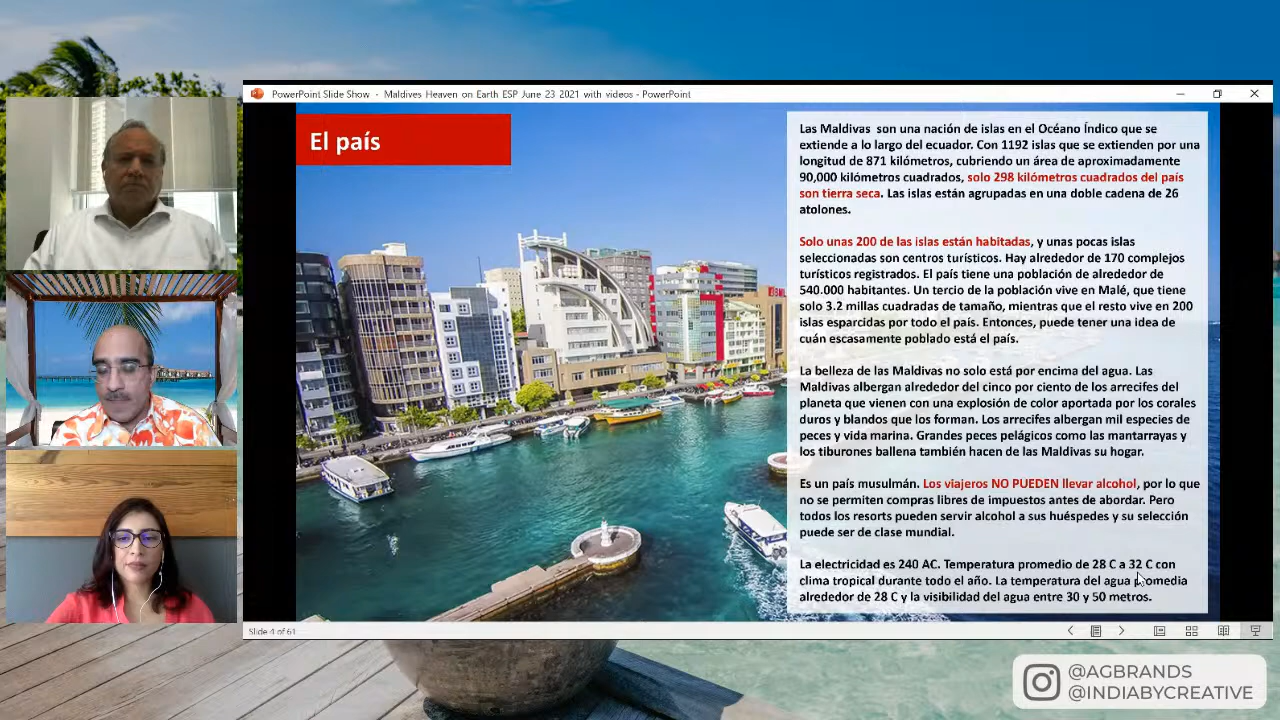 PowerPoint Slide Show - Maldives Heaven on Earth ESP June 23 2021 with videos - PowerPoint
El país
Las Maldivas son una nación de islas en el Océano Índico que se
extiende a lo largo del ecuador. Con 1192 islas que se extienden por una
longitud de 871 kilómetros, cubriendo un área de aproximadamente
90,000 kilómetros cuadrados, solo 298 kilómetros cuadrados del país
son tierra seca. Las islas están agrupadas en una doble cadena de 26
atolones.
Solo unas 200 de las islas están habitadas, y unas pocas islas
seleccionadas son centros turísticos. Hay alrededor de 170 complejos
turísticos registrados. El país tiene una población de alrededor de
540.000 habitantes. Un tercio de la población vive en Malé, que tiene
solo 3.2 millas cuadradas de tamaño, mientras que el resto vive en 200
islas esparcidas por todo el país. Entonces, puede tener una idea de
cuán escasamente poblado está el país.
La belleza de las Maldivas no solo está por encima del agua. Las
Maldivas albergan alrededor del cinco por ciento de los arrecifes del
planeta que vienen con una explosión de color aportada por los corales
duros y blandos que los forman. Los arrecifes albergan mil especies de
peces y vida marina. Grandes peces pelágicos como las mantarrayas y
los tiburones ballena también hacen de las Maldivas su hogar.
Es un país musulmán. Los viajeros NO PUEDEN llevar alcohol, por lo que
no se permiten compras libres de impuestos antes de abordar. Pero
todos los resorts pueden servir alcohol a sus huéspedes y su selección
puede ser de clase mundial.
La electricidad es 240 AC. Temperatura promedio de 28 C a 32 C con
clima tropical durante todo el año. La temperatura del agua promedia
alrededor de 28 C y la visibilidad del agua entre 30 y 50 metros.
Slide 4 of 61
@AGBRANDS
@INDIABYCREATIVE